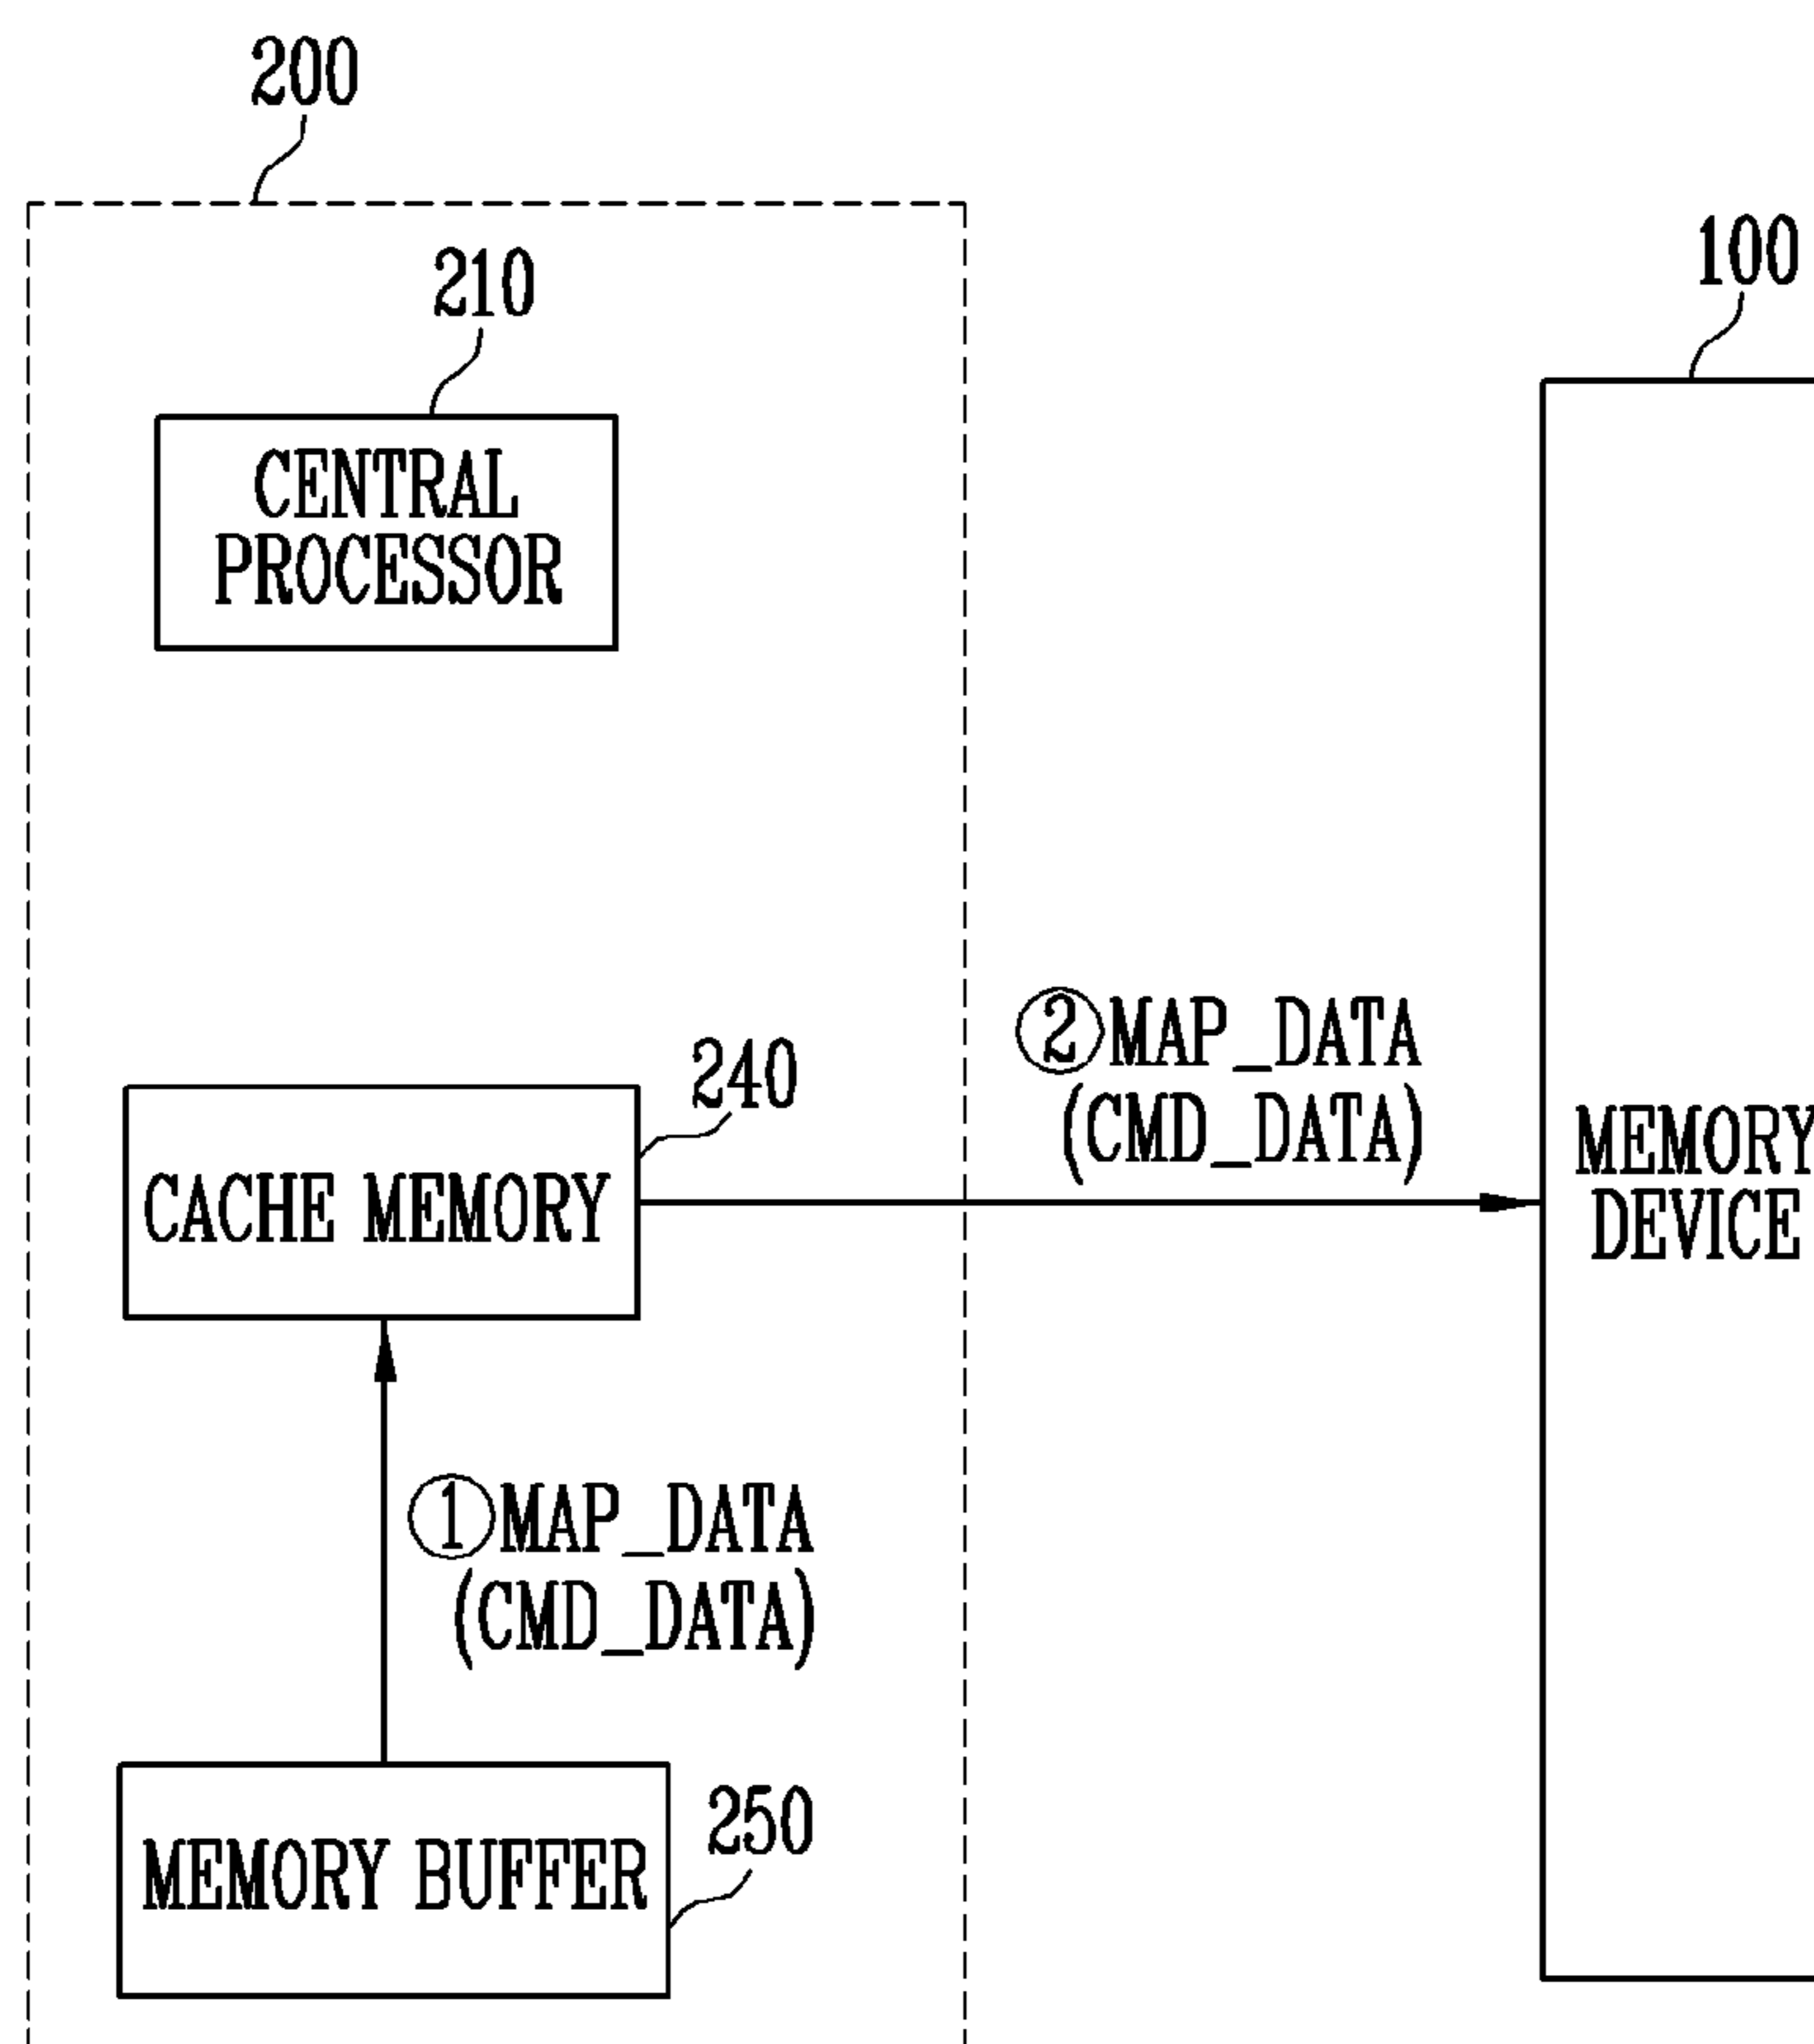 200
210
100
CENTRAL
PROCESSOR
240
②MAP_DATA
(CMD_DATA)
CACHE MEMORY
MEMORY
DEVICE
①MAP_DATA
(CMD_DATA)
250
MEMORY BUFFER